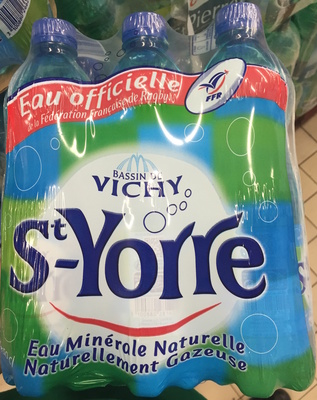 Pierr
Eau officielle
de la Fédération Française de Rugby
FFR
BASSIN DE
VICHY
St-Yorre
Eau Minérale Naturelle
Naturellement Gazeuse